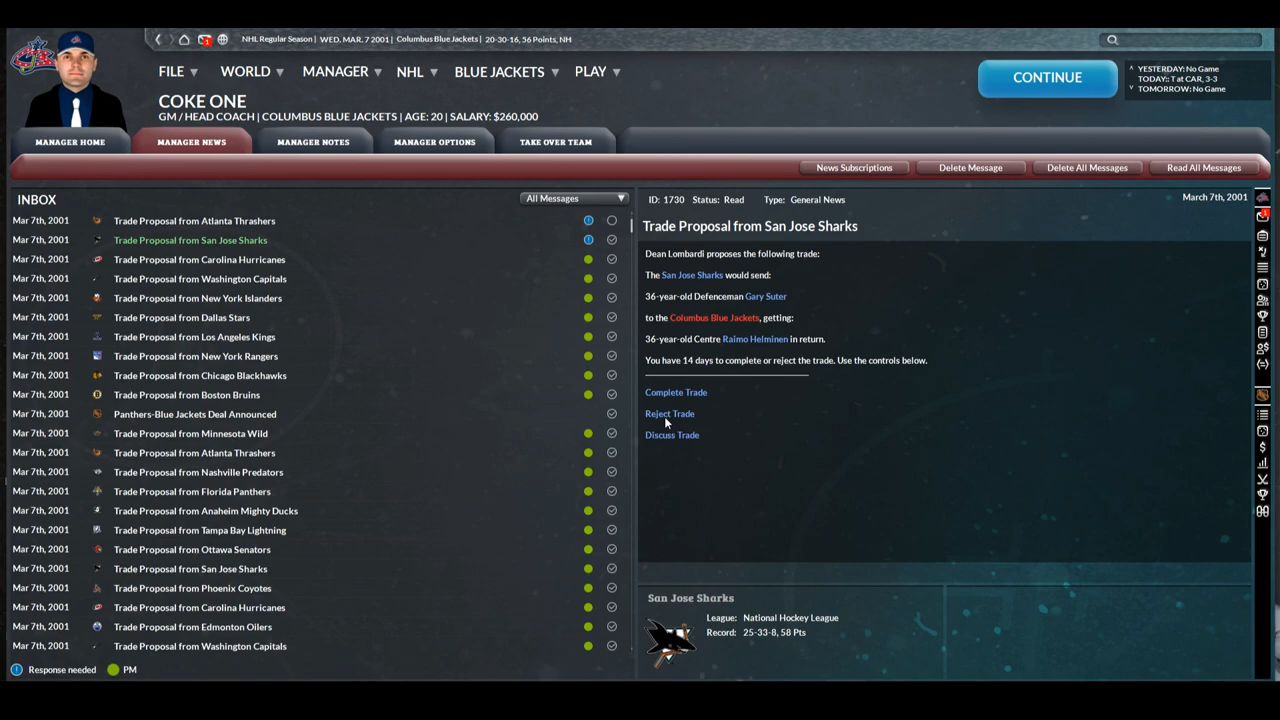 NHL Regular Season | WED. MAR. 7 2001 | Columbus Blue Jackets | 20-30-16, 56 Points, NH
FILE WORLD MANAGER NHL BLUE JACKETS PLAY
CONTINUE
YESTERDAY: No Game
TODAY:: T at CAR, 3-3
TOMORROW: No Game
COKE ONE
GM / HEAD COACH | COLUMBUS BLUE JACKETS | AGE: 20 | SALARY: $260,000
MANAGER HOME MANAGER NEWS MANAGER NOTES MANAGER OPTIONS TAKE OVER TEAM
News Subscriptions Delete Message Delete All Messages Read All Messages
INBOX All Messages
Mar 7th, 2001 Trade Proposal from Atlanta Thrashers
Mar 7th, 2001 Trade Proposal from San Jose Sharks
Mar 7th, 2001 Trade Proposal from Carolina Hurricanes
Mar 7th, 2001 Trade Proposal from Washington Capitals
Mar 7th, 2001 Trade Proposal from New York Islanders
Mar 7th, 2001 Trade Proposal from Dallas Stars
Mar 7th, 2001 Trade Proposal from Los Angeles Kings
Mar 7th, 2001 Trade Proposal from New York Rangers
Mar 7th, 2001 Trade Proposal from Chicago Blackhawks
Mar 7th, 2001 Trade Proposal from Boston Bruins
Mar 7th, 2001 Panthers-Blue Jackets Deal Announced
Mar 7th, 2001 Trade Proposal from Minnesota Wild
Mar 7th, 2001 Trade Proposal from Atlanta Thrashers
Mar 7th, 2001 Trade Proposal from Nashville Predators
Mar 7th, 2001 Trade Proposal from Florida Panthers
Mar 7th, 2001 Trade Proposal from Anaheim Mighty Ducks
Mar 7th, 2001 Trade Proposal from Tampa Bay Lightning
Mar 7th, 2001 Trade Proposal from Ottawa Senators
Mar 7th, 2001 Trade Proposal from San Jose Sharks
Mar 7th, 2001 Trade Proposal from Phoenix Coyotes
Mar 7th, 2001 Trade Proposal from Carolina Hurricanes
Mar 7th, 2001 Trade Proposal from Edmonton Oilers
Mar 7th, 2001 Trade Proposal from Washington Capitals
Response needed PM
ID: 1730 Status: Read Type: General News March 7th, 2001
Trade Proposal from San Jose Sharks
Dean Lombardi proposes the following trade:
The San Jose Sharks would send:
36-year-old Defenceman Gary Suter
to the Columbus Blue Jackets, getting:
36-year-old Centre Raimo Helminen in return.
You have 14 days to complete or reject the trade. Use the controls below.
Complete Trade
Reject Trade
Discuss Trade
San Jose Sharks
League: National Hockey League
Record: 25-33-8, 58 Pts